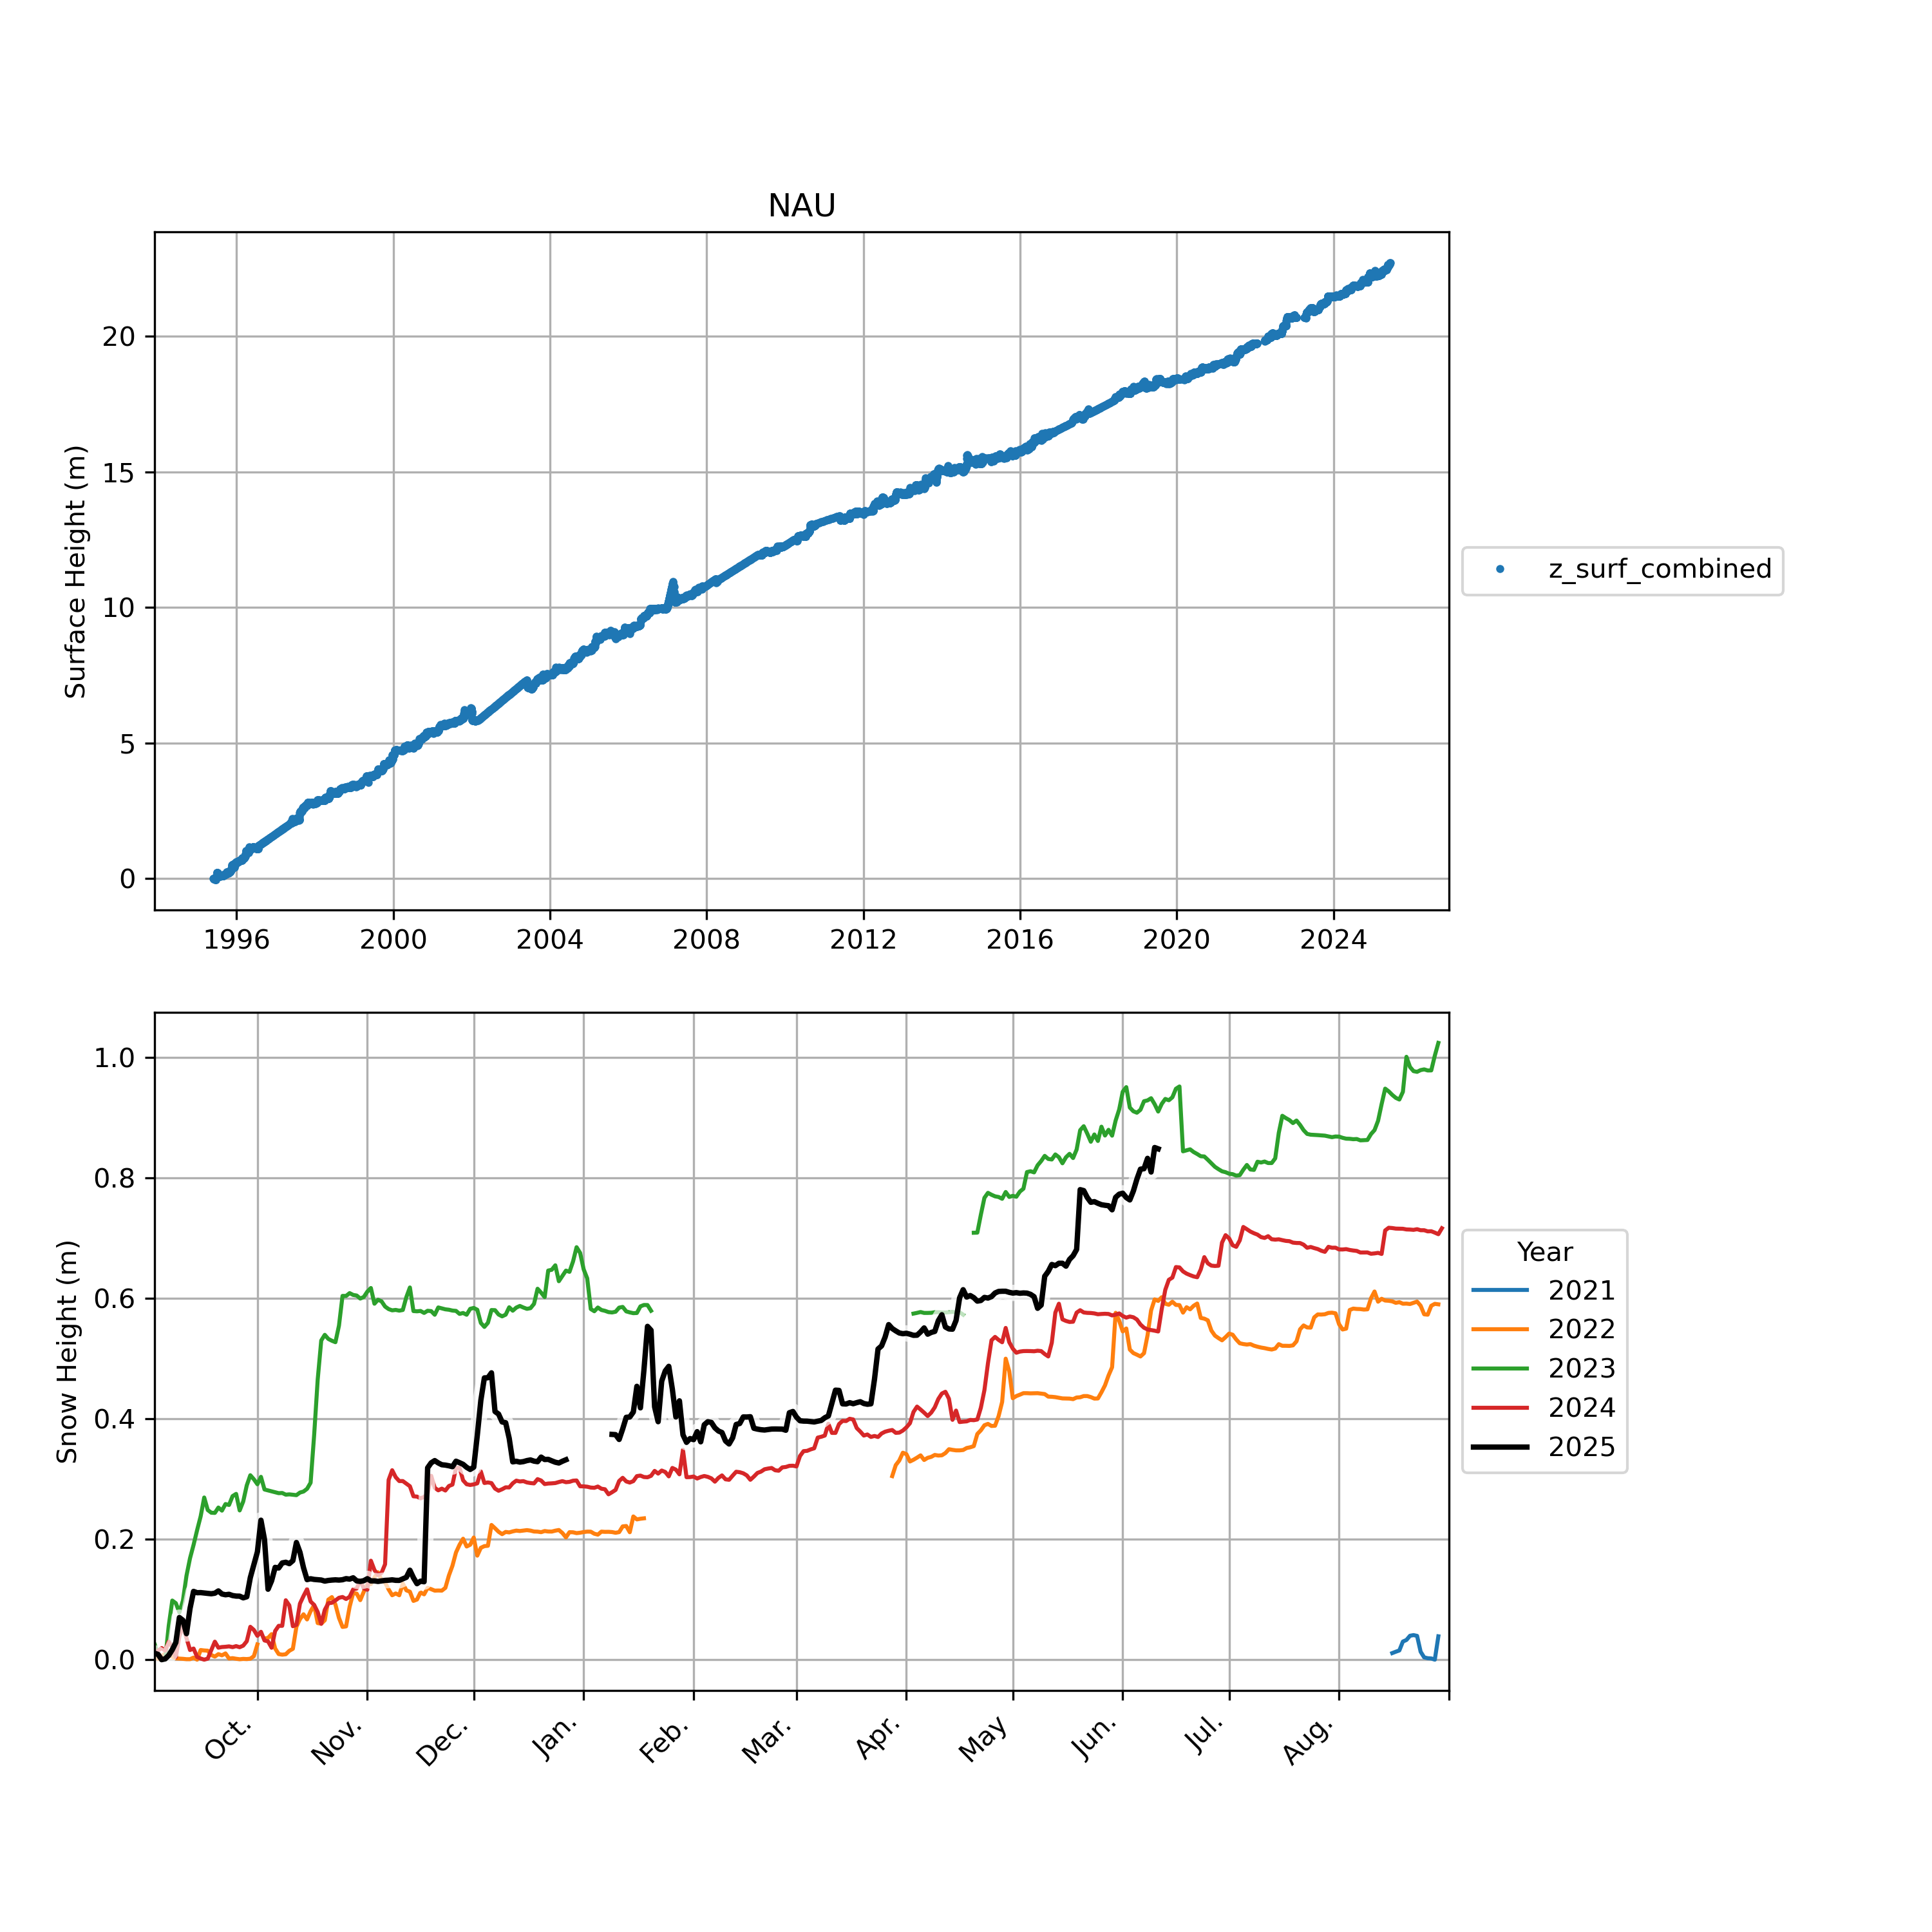 NAU
Surface Height (m)
20
15
10
5
0
1996 2000 2004 2008 2012 2016 2020 2024
z_surf_combined
Snow Height (m)
1.0
0.8
0.6
0.4
0.2
0.0
Oct. Nov. Dec. Jan. Feb. Mar. Apr. May Jun. Jul. Aug.
Year
2021
2022
2023
2024
2025